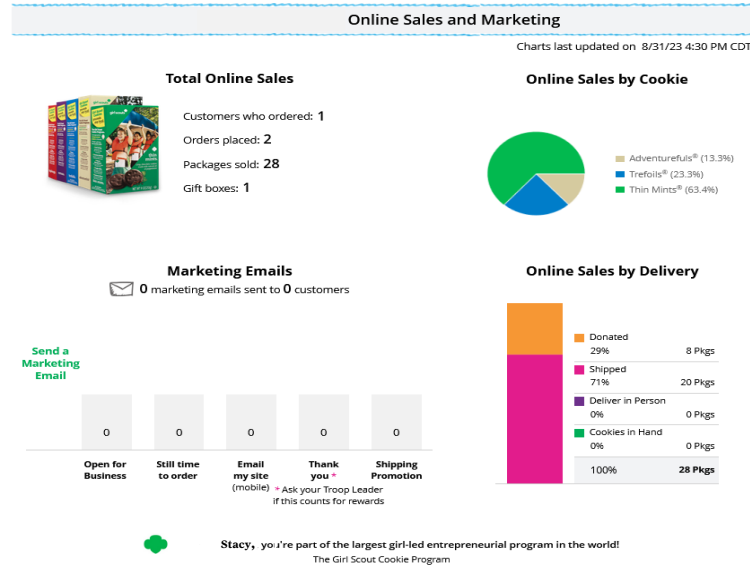 Online Sales and Marketing
Charts last updated on 8/31/23 4:30 PM CDT
Total Online Sales
Customers who ordered: 1
Orders placed: 2
Packages sold: 28
Gift boxes: 1
Online Sales by Cookie
Adventurefuls® (13.3%)
Trefoils® (23.3%)
Thin Mints® (63.4%)
Marketing Emails
0 marketing emails sent to 0 customers
Send a
Marketing
Email
0 0 0 0 0
Open for
Business
Still time
to order
Email
my site
(mobile)
Thank
you *
Shipping
Promotion
* Ask your Troop Leader
if this counts for rewards
Online Sales by Delivery
Donated
29% 8 Pkgs
Shipped
71% 20 Pkgs
Deliver in Person
0% 0 Pkgs
Cookies in Hand
0% 0 Pkgs
100% 28 Pkgs
Stacy, you're part of the largest girl-led entrepreneurial program in the world!
The Girl Scout Cookie Program